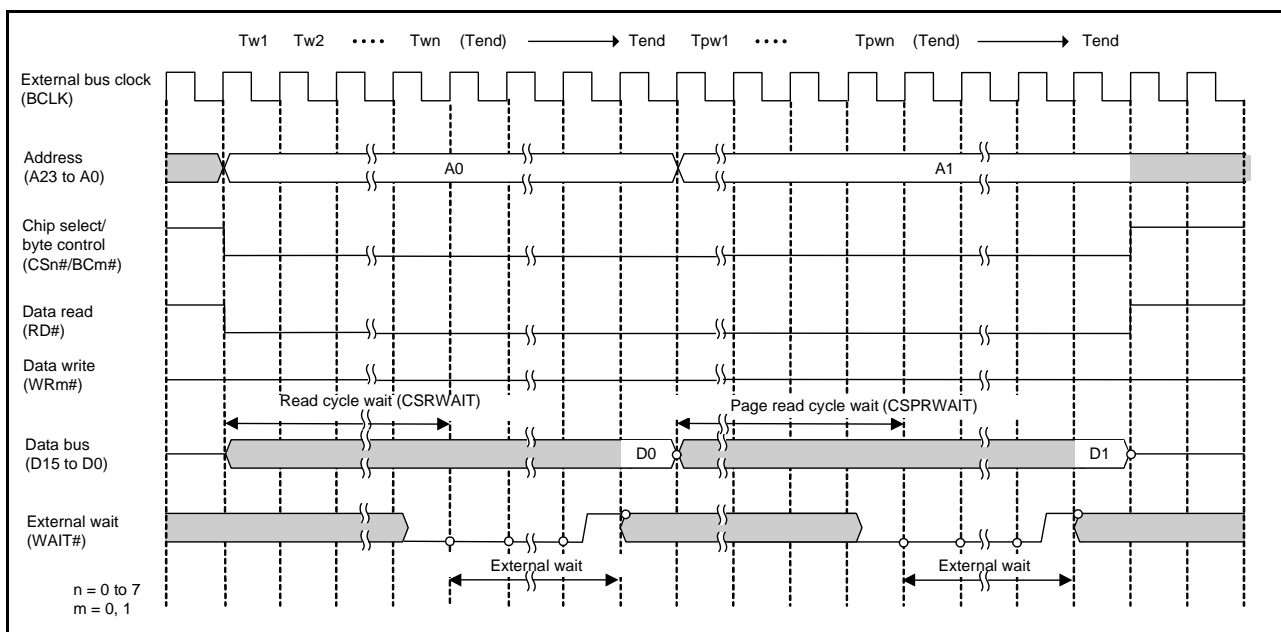 Tw1 Tw2 •••• Twn (Tend) Tend Tpw1 •••• Tpwn (Tend) Tend
External bus clock
(BCLK)
Address
(A23 to A0)
A0 A1
Chip select/
byte control
(CSn#/BCm#)
Data read
(RD#)
Data write
(WRm#)
Read cycle wait (CSRWAIT) Page read cycle wait (CSPRWAIT)
Data bus
(D15 to D0)
D0 D1
External wait
(WAIT#)
External wait External wait
n = 0 to 7
m = 0, 1